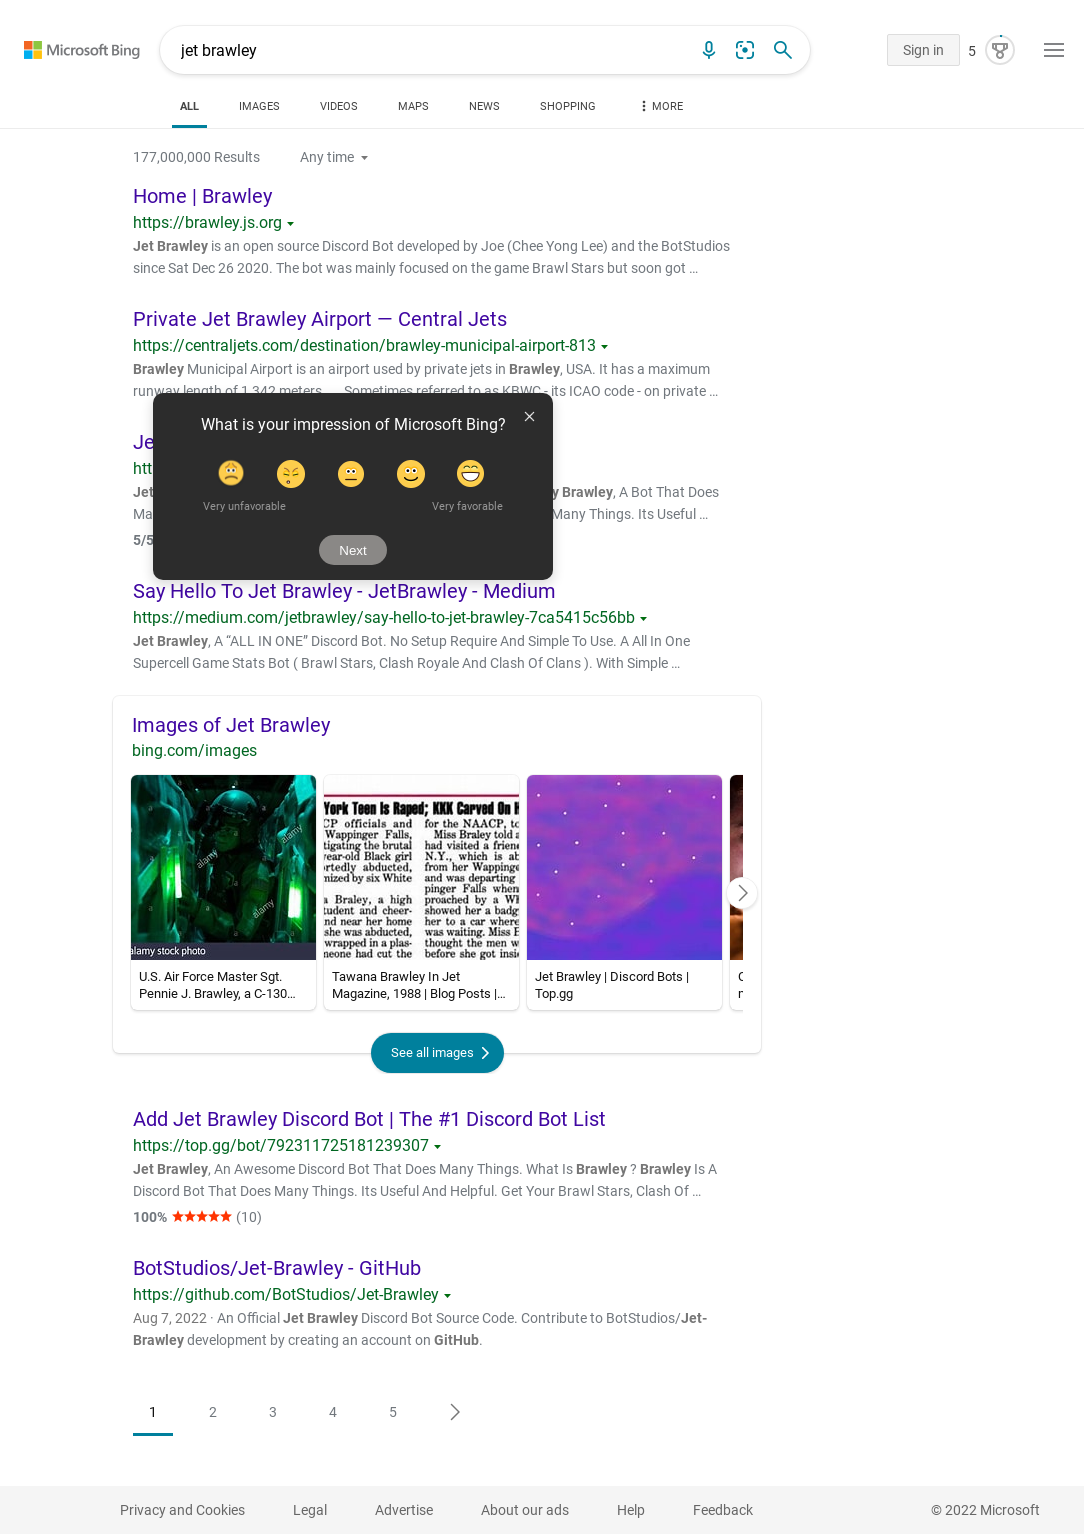 Microsoft Bing
jet brawley
Sign in
5
ALL
IMAGES
VIDEOS
MAPS
NEWS
SHOPPING
MORE
177,000,000 Results
Any time
Home | Brawley
https://brawley.js.org
Jet Brawley is an open source Discord Bot developed by Joe (Chee Yong Lee) and the BotStudios
since Sat Dec 26 2020. The bot was mainly focused on the game Brawl Stars but soon got …
Private Jet Brawley Airport — Central Jets
https://centraljets.com/destination/brawley-municipal-airport-813
Brawley Municipal Airport is an airport used by private jets in Brawley, USA. It has a maximum
runway length of 1,342 meters. ... Sometimes referred to as KBWC - its ICAO code - on private …
What is your impression of Microsoft Bing?
Very unfavorable
Very favorable
Next
Je
htt
Jet
y Brawley, A Bot That Does
Ma
Many Things. Its Useful …
5/5
Say Hello To Jet Brawley - JetBrawley - Medium
https://medium.com/jetbrawley/say-hello-to-jet-brawley-7ca5415c56bb
Jet Brawley, A “ALL IN ONE” Discord Bot. No Setup Require And Simple To Use. A All In One
Supercell Game Stats Bot ( Brawl Stars, Clash Royale And Clash Of Clans ). With Simple …
Images of Jet Brawley
bing.com/images
alamy
alamy
alamy
alamy stock photo
U.S. Air Force Master Sgt.
Pennie J. Brawley, a C-130…
York Teen Is Raped; KKK Carved On H
CP officials and
Wappinger Falls,
tigating the brutal
year-old Black girl
rtedly abducted,
mized by six White
a Braley, a high
tudent and cheer-
nd near her home
she was abducted,
wrapped in a plas-
meone had cut the
for the NAACP, to
Miss Braley told a
had visited a friend
N.Y., which is ab
from her Wapping
and was departing
pinger Falls when
proached by a Wh
showed her a badg
her to a car where
was waiting. Miss B
thought the men w
before she got insi
Tawana Brawley In Jet
Magazine, 1988 | Blog Posts |…
Jet Brawley | Discord Bots |
Top.gg
See all images
Add Jet Brawley Discord Bot | The #1 Discord Bot List
https://top.gg/bot/792311725181239307
Jet Brawley, An Awesome Discord Bot That Does Many Things. What Is Brawley ? Brawley Is A
Discord Bot That Does Many Things. Its Useful And Helpful. Get Your Brawl Stars, Clash Of …
100% ★★★★★ (10)
BotStudios/Jet-Brawley - GitHub
https://github.com/BotStudios/Jet-Brawley
Aug 7, 2022 · An Official Jet Brawley Discord Bot Source Code. Contribute to BotStudios/Jet-
Brawley development by creating an account on GitHub.
1
2
3
4
5
Privacy and Cookies
Legal
Advertise
About our ads
Help
Feedback
© 2022 Microsoft